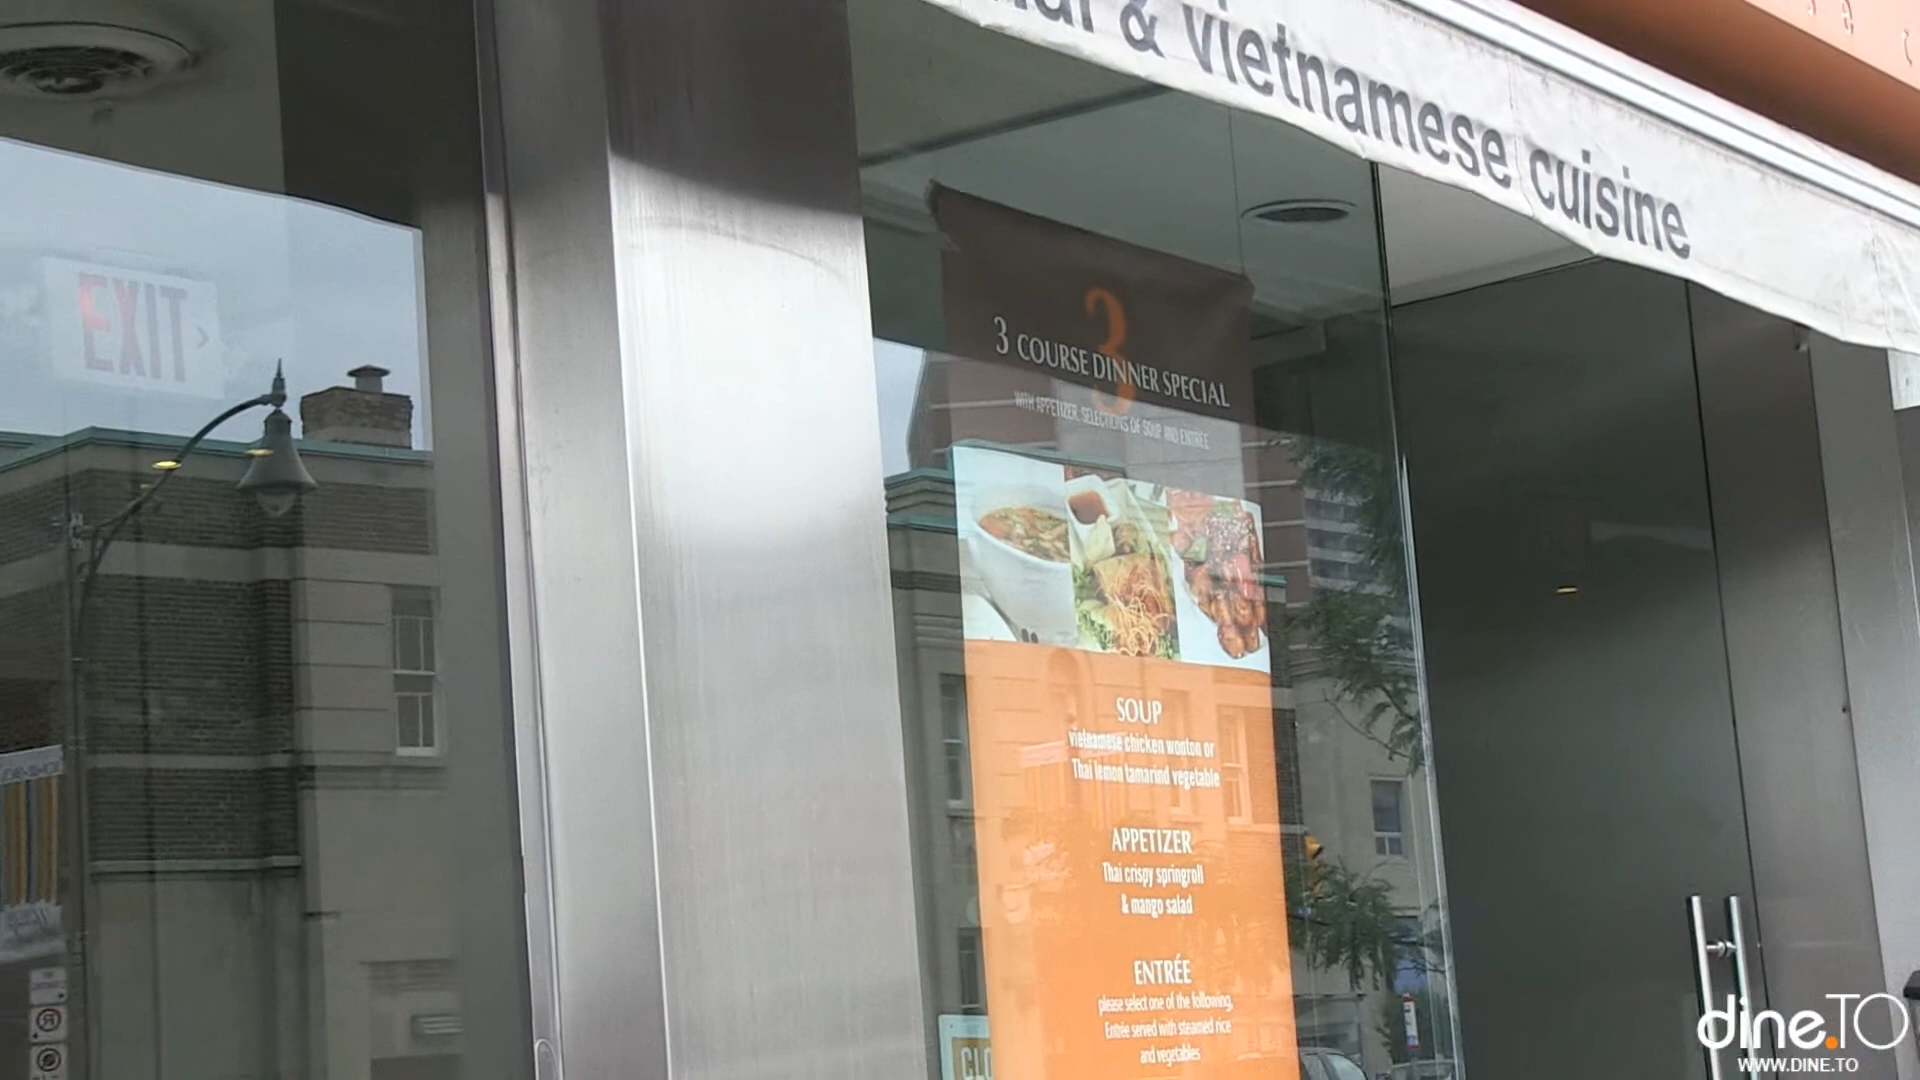 & vietnamese cuisine
EXIT
3
3 COURSE DINNER SPECIAL
WITH APPETIZER, SELECTIONS OF SOUP AND ENTRÉE
SOUP
vietnamese chicken wonton or
Thai lemon tamarind vegetable
APPETIZER
Thai crispy springroll
& mango salad
ENTRÉE
please select one of the following,
Entrée served with steamed rice
and vegetables
dine.TO
WWW.DINE.TO